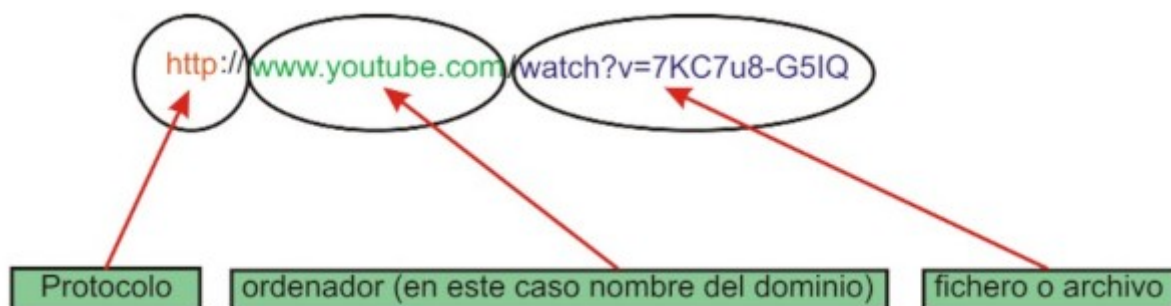 http://www.youtube.com/watch?v=7KC7u8-G5IQ
Protocolo ordenador (en este caso nombre del dominio) fichero o archivo